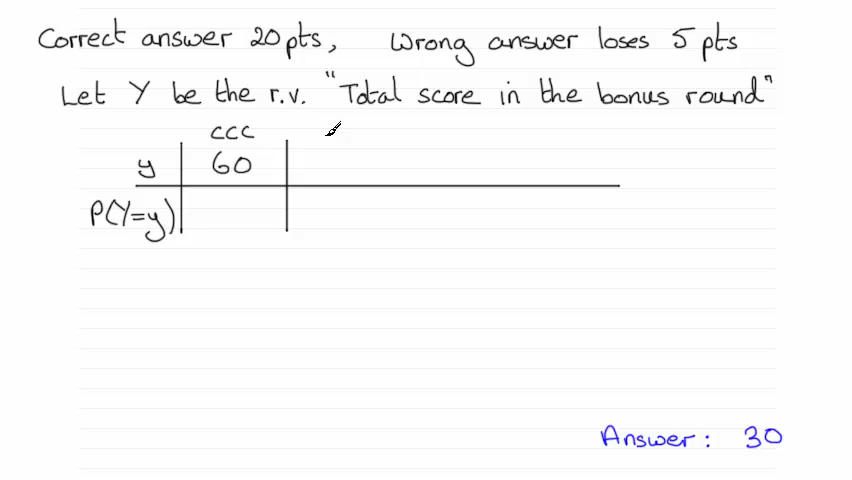 Correct answer 20pts, Wrong answer loses 5 pts
Let Y be the r.v. "Total score in the bonus round"
CCC
y 60
P(Y=y)
Answer: 30